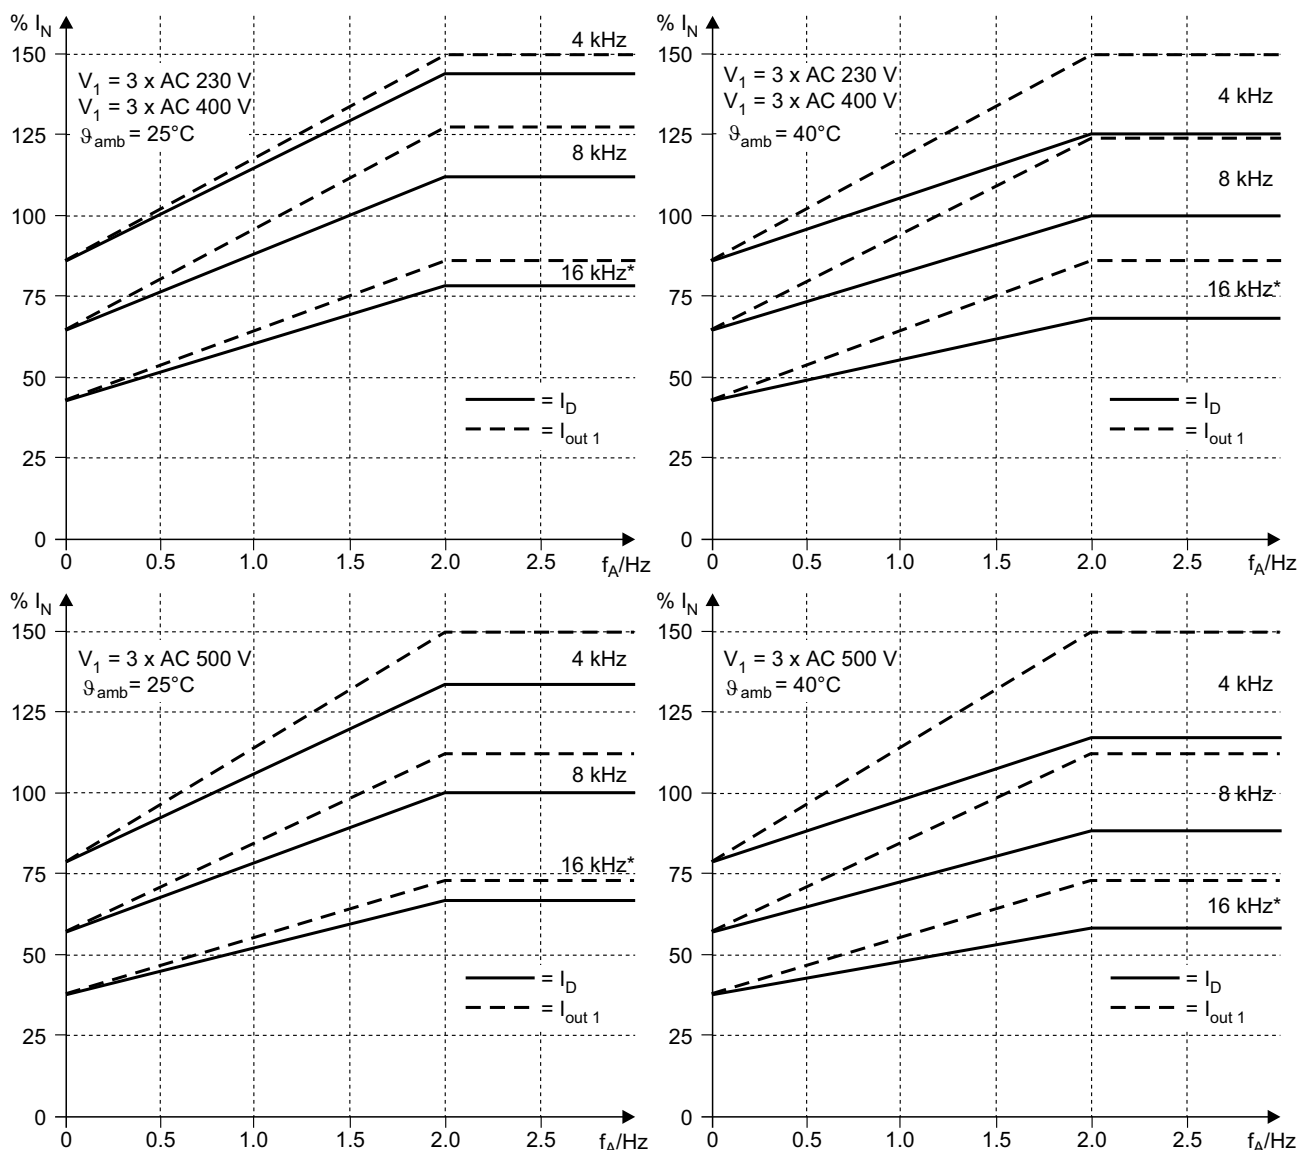 % I_N
150
125
100
75
50
25
0
V_1 = 3 x AC 230 V
V_1 = 3 x AC 400 V
ϑ_amb = 25°C
4 kHz
8 kHz
16 kHz*
= I_D
= I_out 1
0 0.5 1.0 1.5 2.0 2.5 f_A/Hz
% I_N
150
125
100
75
50
25
0
V_1 = 3 x AC 230 V
V_1 = 3 x AC 400 V
ϑ_amb = 40°C
4 kHz
8 kHz
16 kHz*
= I_D
= I_out 1
0 0.5 1.0 1.5 2.0 2.5 f_A/Hz
% I_N
150
125
100
75
50
25
0
V_1 = 3 x AC 500 V
ϑ_amb = 25°C
4 kHz
8 kHz
16 kHz*
= I_D
= I_out 1
0 0.5 1.0 1.5 2.0 2.5 f_A/Hz
% I_N
150
125
100
75
50
25
0
V_1 = 3 x AC 500 V
ϑ_amb = 40°C
4 kHz
8 kHz
16 kHz*
= I_D
= I_out 1
0 0.5 1.0 1.5 2.0 2.5 f_A/Hz